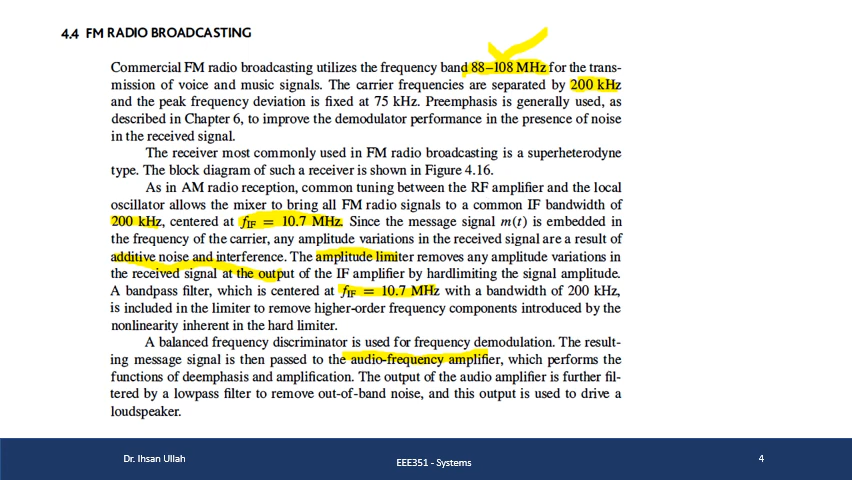 4.4 FM RADIO BROADCASTING
Commercial FM radio broadcasting utilizes the frequency band 88–108 MHz for the trans-
mission of voice and music signals. The carrier frequencies are separated by 200 kHz
and the peak frequency deviation is fixed at 75 kHz. Preemphasis is generally used, as
described in Chapter 6, to improve the demodulator performance in the presence of noise
in the received signal.
The receiver most commonly used in FM radio broadcasting is a superheterodyne
type. The block diagram of such a receiver is shown in Figure 4.16.
As in AM radio reception, common tuning between the RF amplifier and the local
oscillator allows the mixer to bring all FM radio signals to a common IF bandwidth of
200 kHz, centered at f_IF = 10.7 MHz. Since the message signal m(t) is embedded in
the frequency of the carrier, any amplitude variations in the received signal are a result of
additive noise and interference. The amplitude limiter removes any amplitude variations in
the received signal at the output of the IF amplifier by hardlimiting the signal amplitude.
A bandpass filter, which is centered at f_IF = 10.7 MHz with a bandwidth of 200 kHz,
is included in the limiter to remove higher-order frequency components introduced by the
nonlinearity inherent in the hard limiter.
A balanced frequency discriminator is used for frequency demodulation. The result-
ing message signal is then passed to the audio-frequency amplifier, which performs the
functions of deemphasis and amplification. The output of the audio amplifier is further fil-
tered by a lowpass filter to remove out-of-band noise, and this output is used to drive a
loudspeaker.
Dr. Ihsan Ullah
EEE351 - Systems
4